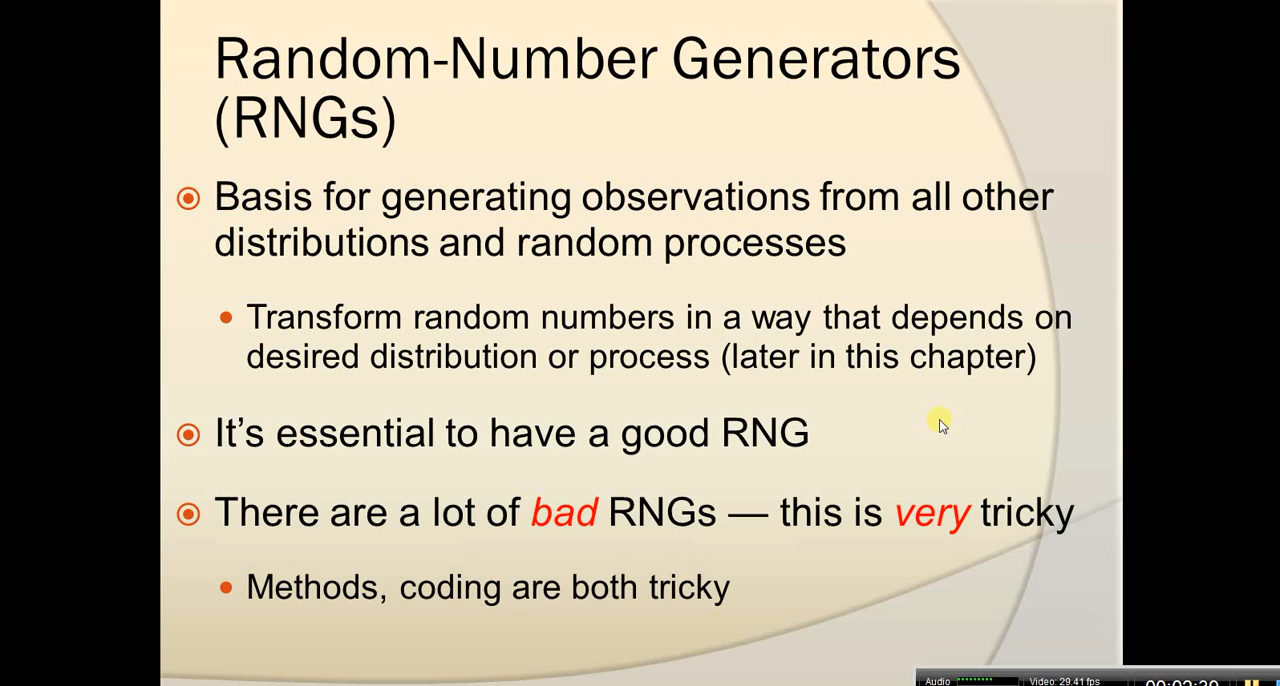 Random-Number Generators
(RNGs)
Basis for generating observations from all other
distributions and random processes
Transform random numbers in a way that depends on
desired distribution or process (later in this chapter)
It’s essential to have a good RNG
There are a lot of bad RNGs — this is very tricky
Methods, coding are both tricky
Audio
Video: 29.41 fps